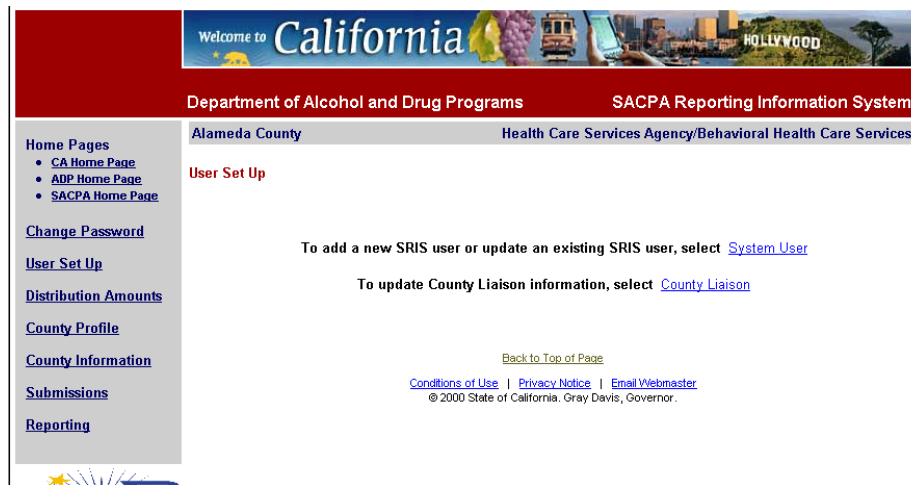 Welcome to California
HOLLYWOOD
Department of Alcohol and Drug Programs SACPA Reporting Information System
Alameda County Health Care Services Agency/Behavioral Health Care Services
Home Pages
CA Home Page
ADP Home Page
SACPA Home Page
Change Password
User Set Up
Distribution Amounts
County Profile
County Information
Submissions
Reporting
User Set Up
To add a new SRIS user or update an existing SRIS user, select System User
To update County Liaison information, select County Liaison
Back to Top of Page
Conditions of Use | Privacy Notice | Email Webmaster
© 2000 State of California. Gray Davis, Governor.